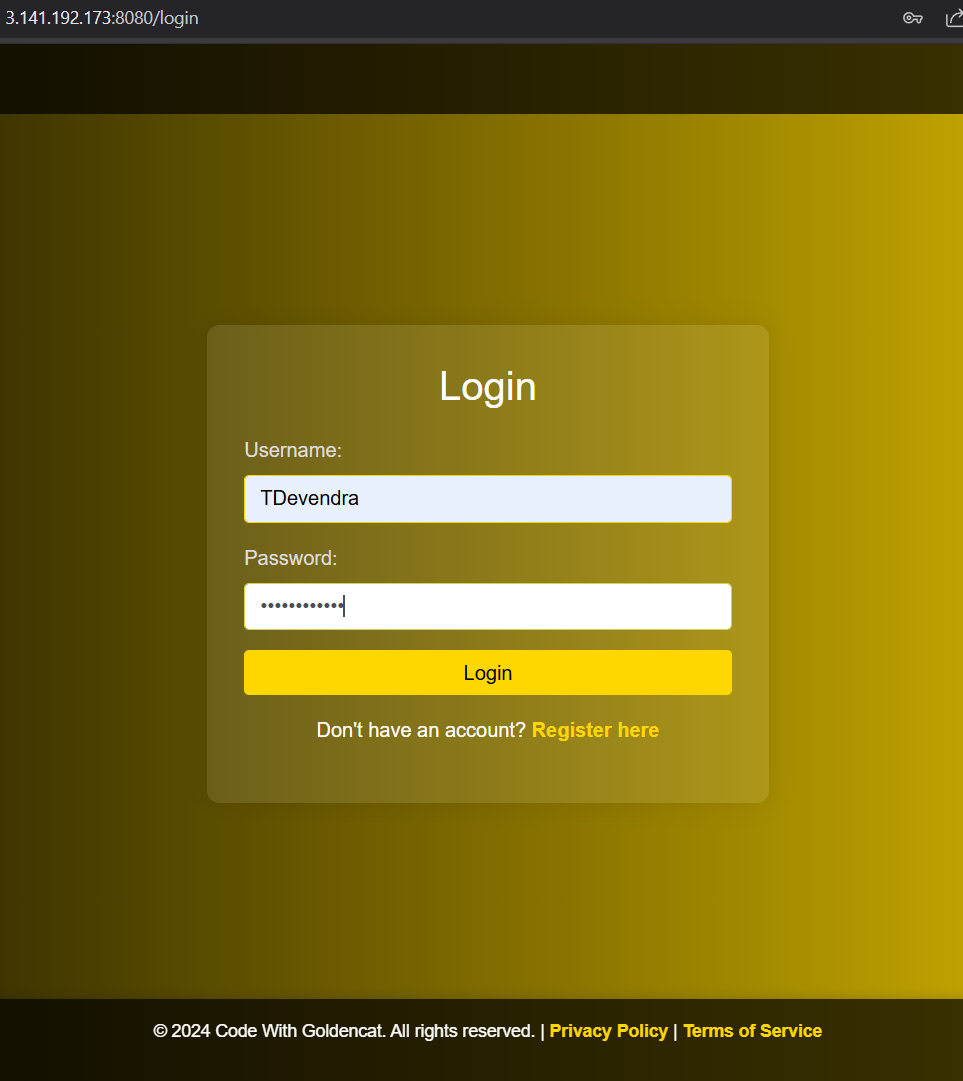 3.141.192.173:8080/login
Login
Username:
TDevendra
Password:
••••••••••••
Login
Don't have an account? Register here
© 2024 Code With Goldencat. All rights reserved. | Privacy Policy | Terms of Service